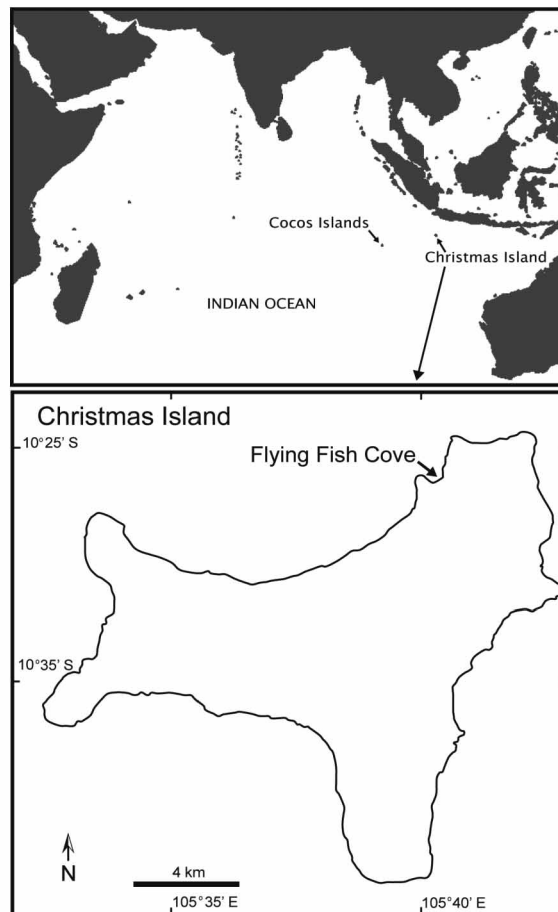 Cocos Islands
Christmas Island
INDIAN OCEAN
Christmas Island
10°25' S
Flying Fish Cove
10°35' S
N
4 km
105°35' E
105°40' E